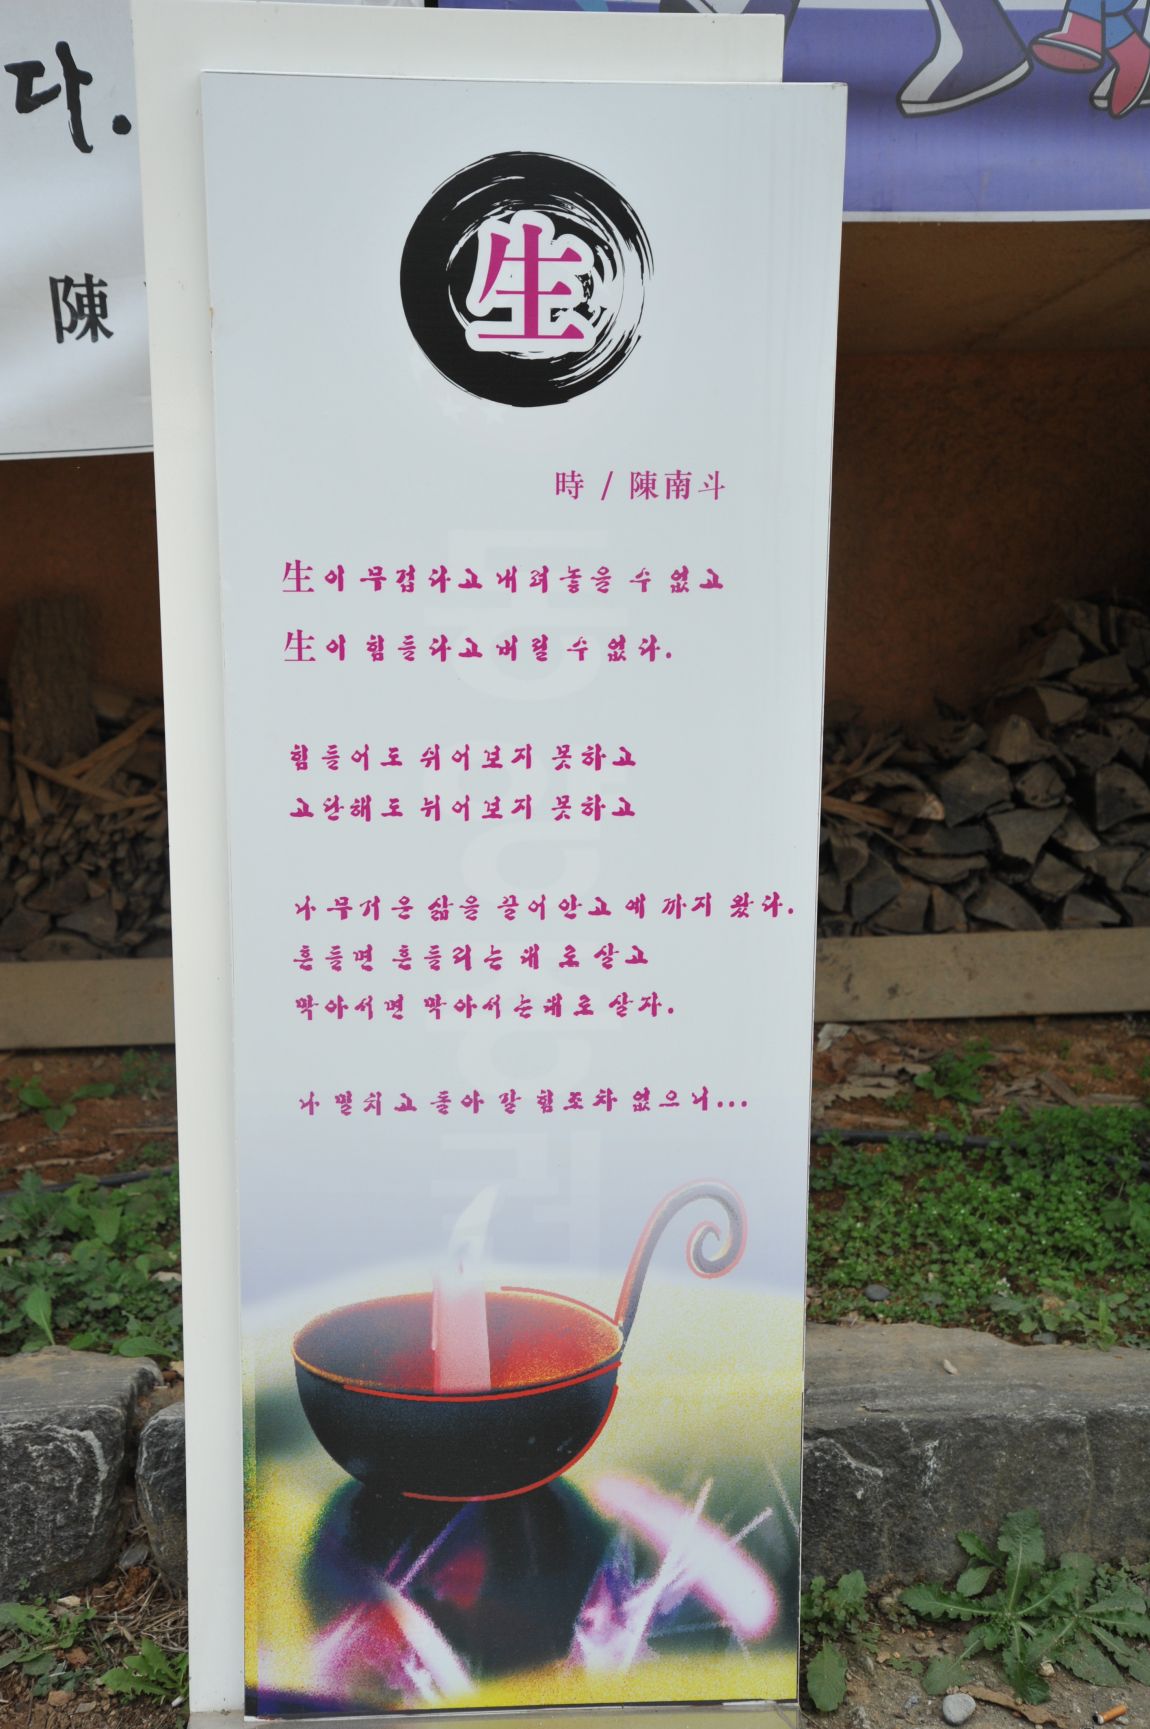 다.
陳
生
時 / 陳南斗
生이 무겁다고 내려놓을 수 없고
生이 힘들다고 버릴 수 없다.
힘들어도 쉬어보지 못하고
고단해도 뉘어보지 못하고
나 무거운 삶을 끌어안고 예까지 왔다.
흔들면 흔들리는대로 살고
막아서면 막아서는대로 살자.
나 떨치고 돌아 갈 힘조차 없으니...